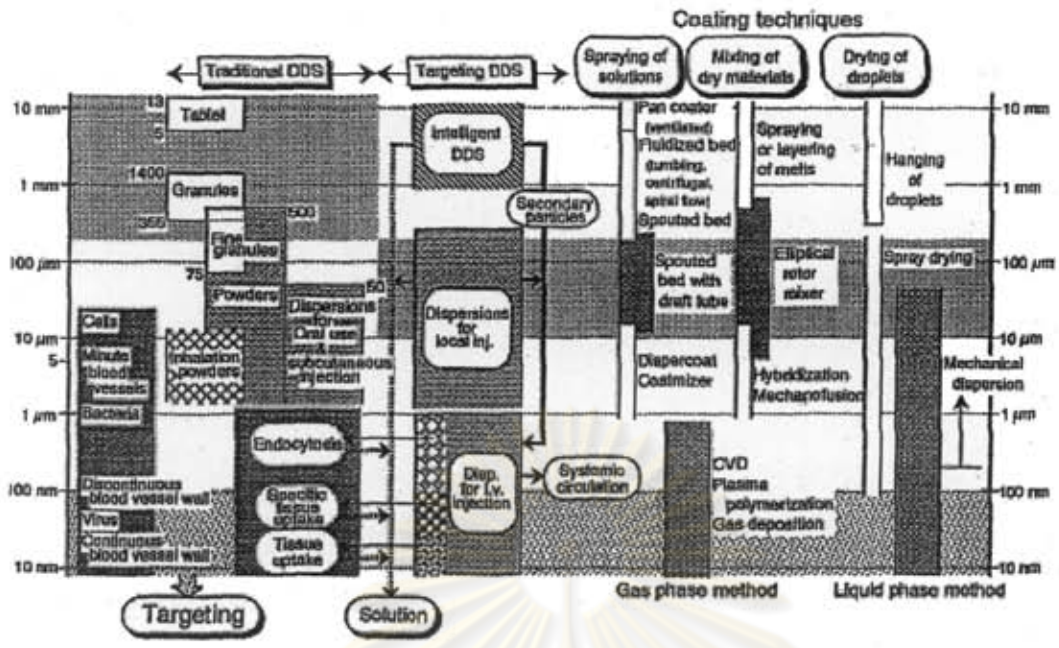 Coating techniques
Traditional DDS
Targeting DDS
Spraying of
solutions
Mixing of
dry materials
Drying of
droplets
10 mm
1 mm
100 µm
10 µm
5
1 µm
100 nm
10 nm
13
5
Tablet
1400
Granules
355
500
Fine
granules
75
Powders
50
Dispersions
for
Oral use
subcutaneous
injection
Inhalation
powders
Cells
Minute
blood
vessels
Bacteria
Discontinuous
blood vessel wall
Virus
Continuous
blood vessel wall
Endocytosis
Specific
tissue
uptake
Tissue
uptake
Targeting
Solution
Intelligent
DDS
Secondary
particles
Dispersions
for
local inj.
Disp.
for i.v.
injection
Systemic
circulation
Pan coater
(ventilated)
Fluidized bed
(tumbling,
centrifugal,
spiral flow)
Spouted bed
Spouted
bed with
draft tube
Dispercoat
Coatmizer
Spraying
or layering
of melts
Elliptical
rotor
mixer
Hybridization
Mechanofusion
CVD
Plasma
polymerization
Gas deposition
Gas phase method
Hanging
of
droplets
Spray drying
Mechanical
dispersion
Liquid phase method
10 mm
1 mm
100 µm
10 µm
1 µm
100 nm
10 nm